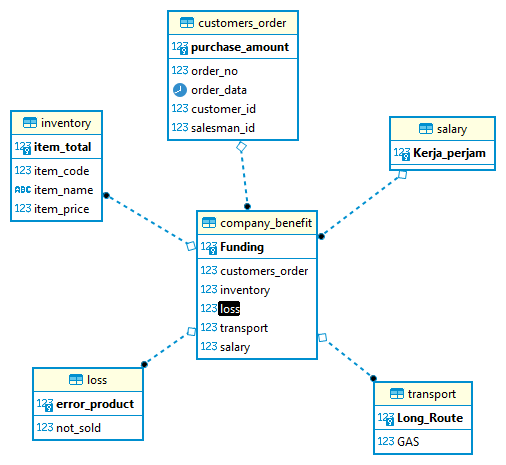 customers_order
123 purchase_amount
123 order_no
order_data
123 customer_id
123 salesman_id
inventory
123 item_total
123 item_code
ABC item_name
123 item_price
salary
123 Kerja_perjam
company_benefit
123 Funding
123 customers_order
123 inventory
123 loss
123 transport
123 salary
loss
123 error_product
123 not_sold
transport
123 Long_Route
123 GAS